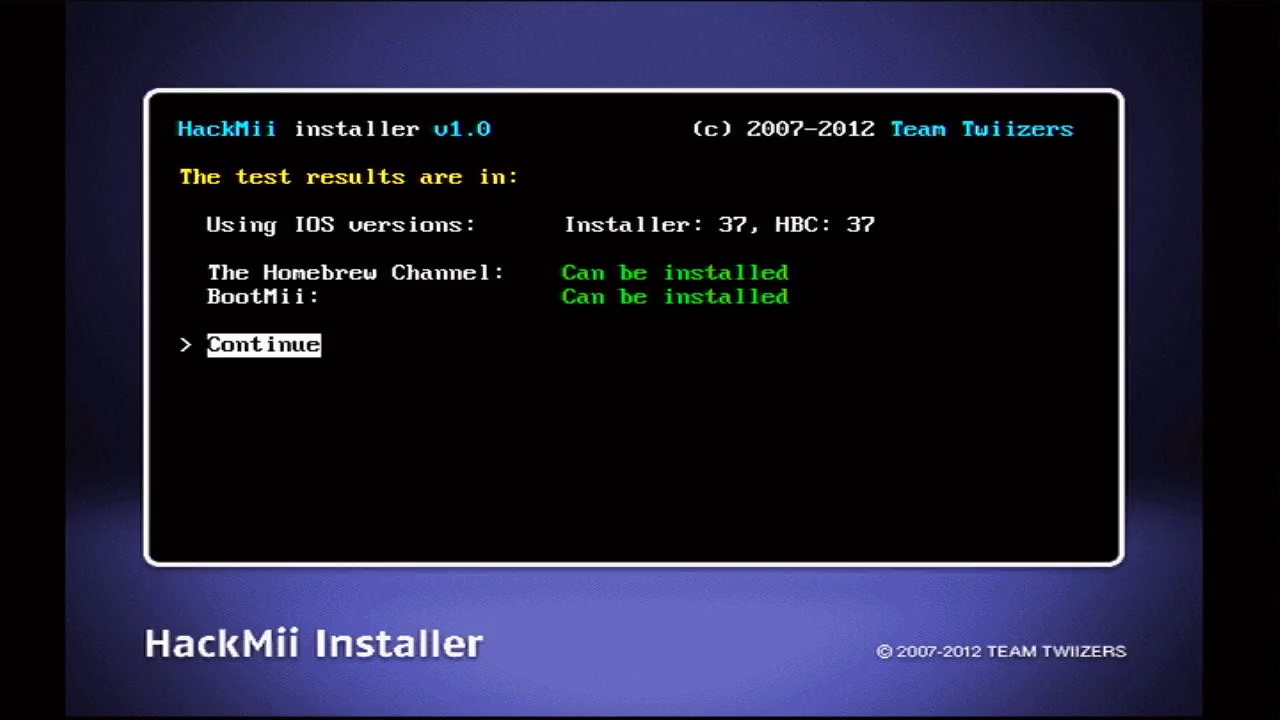 HackMii installer v1.0 (c) 2007-2012 Team Twiizers
The test results are in:
Using IOS versions: Installer: 37, HBC: 37
The Homebrew Channel: Can be installed
BootMii: Can be installed
> Continue
HackMii Installer © 2007-2012 TEAM TWIIZERS